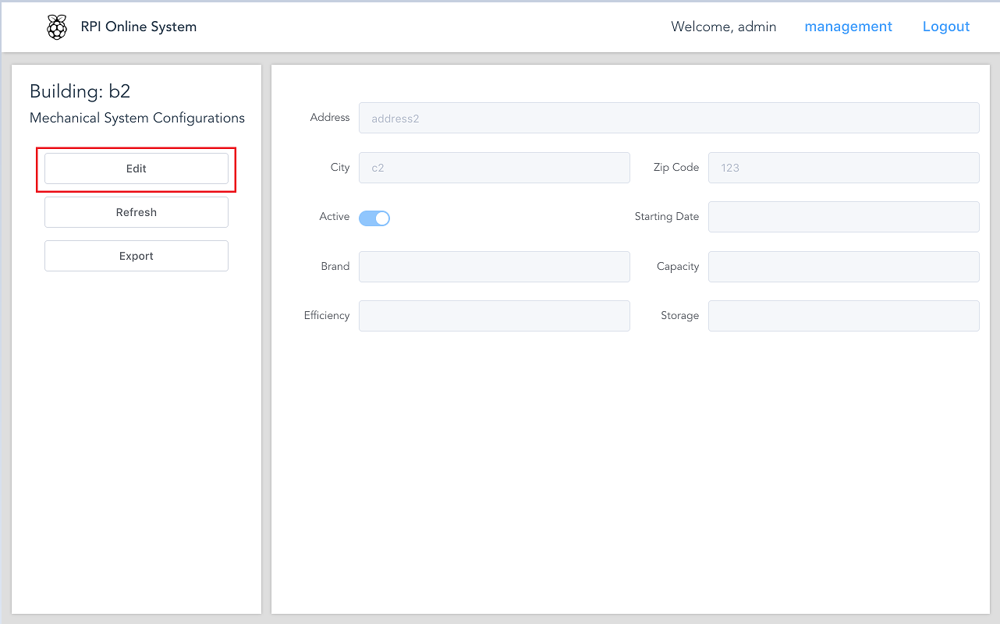 RPI Online System
Welcome, admin
management
Logout
Building: b2
Mechanical System Configurations
Edit
Refresh
Export
Address
address2
City
c2
Zip Code
123
Active
Starting Date
Brand
Capacity
Efficiency
Storage